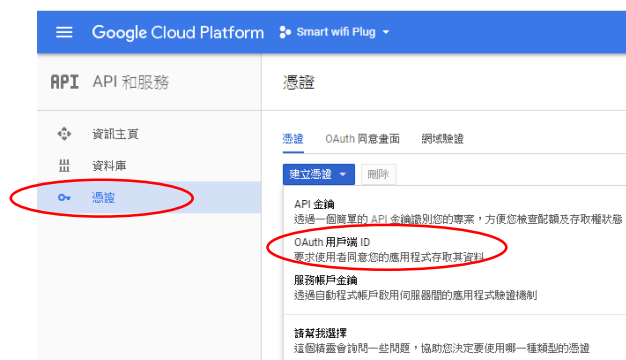 Google Cloud Platform Smart wifi Plug
API API 和服務
憑證
資訊主頁
資料庫
憑證
憑證 OAuth 同意畫面 網域驗證
建立憑證 刪除
API 金鑰
透過一個簡單的 API 金鑰識別您的專案，方便您檢查配額及存取權狀態
OAuth 用戶端 ID
要求使用者同意您的應用程式存取其資料
服務帳戶金鑰
透過自動程式帳戶啟用伺服器間的應用程式驗證機制
請幫我選擇
這個精靈會詢問一些問題，協助您決定要使用哪一種類型的憑證